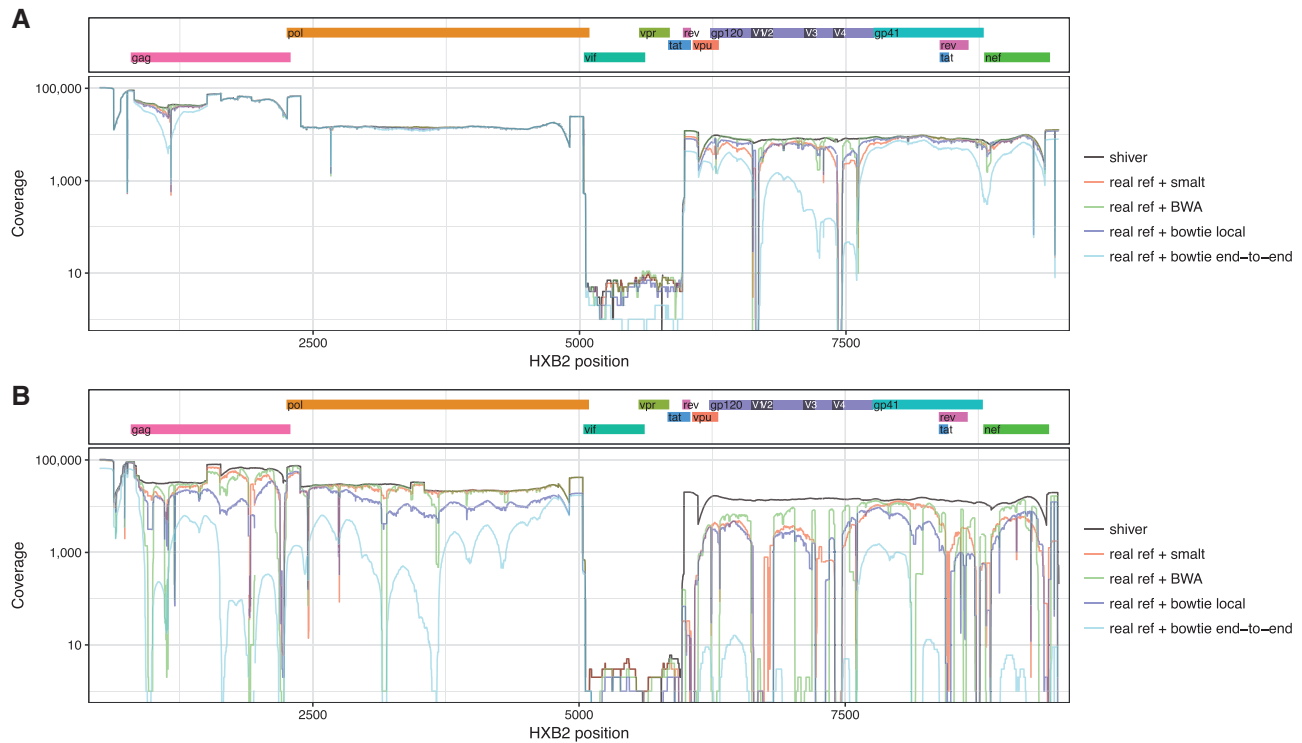 A
pol vpr rev gp120 V1V2 V3 V4 gp41
tat vpu rev
gag vif tat nef
100,000
1,000
10
Coverage
2500 5000 7500
HXB2 position
shiver
real ref + smalt
real ref + BWA
real ref + bowtie local
real ref + bowtie end−to−end
B
pol vpr rev gp120 V1V2 V3 V4 gp41
tat vpu rev
gag vif tat nef
100,000
1,000
10
Coverage
2500 5000 7500
HXB2 position
shiver
real ref + smalt
real ref + BWA
real ref + bowtie local
real ref + bowtie end−to−end